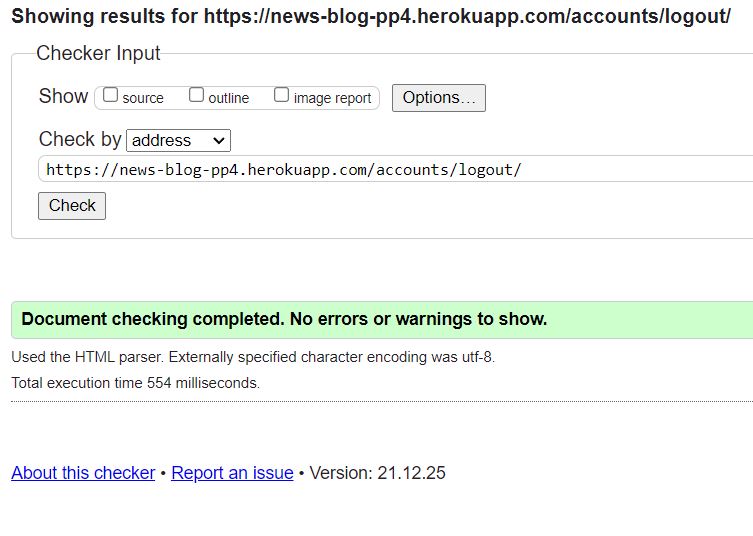 Showing results for https://news-blog-pp4.herokuapp.com/accounts/logout/
Checker Input
Show source outline image report Options…
Check by address
https://news-blog-pp4.herokuapp.com/accounts/logout/
Check
Document checking completed. No errors or warnings to show.
Used the HTML parser. Externally specified character encoding was utf-8.
Total execution time 554 milliseconds.
About this checker • Report an issue • Version: 21.12.25